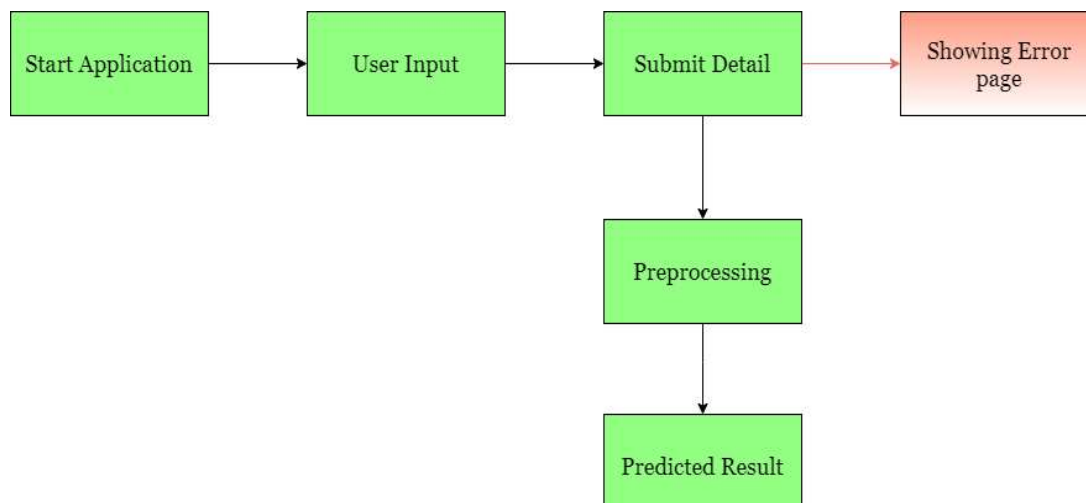 Start Application
User Input
Submit Detail
Showing Error
page
Preprocessing
Predicted Result